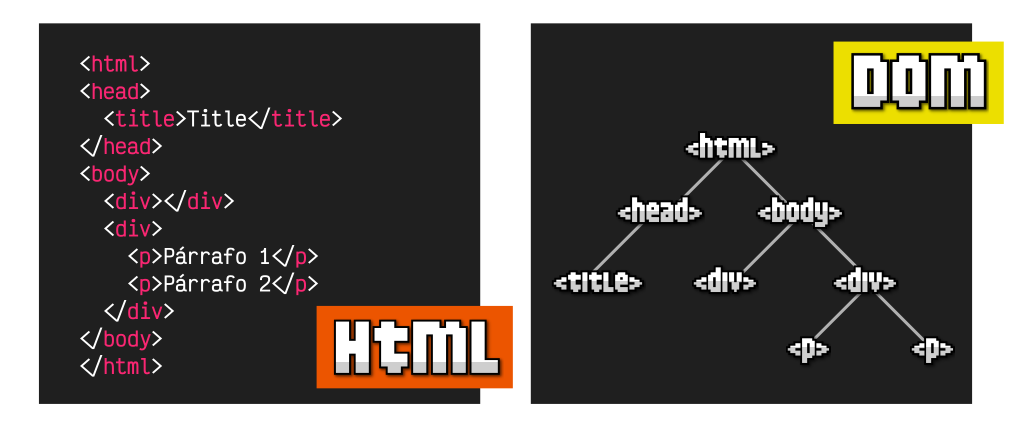 <html>
<head>
<title>Title</title>
</head>
<body>
<div></div>
<div>
<p>Párrafo 1</p>
<p>Párrafo 2</p>
</div>
</body>
</html>
HTML
DOM
<html>
<head> <body>
<title> <div> <div>
<p> <p>